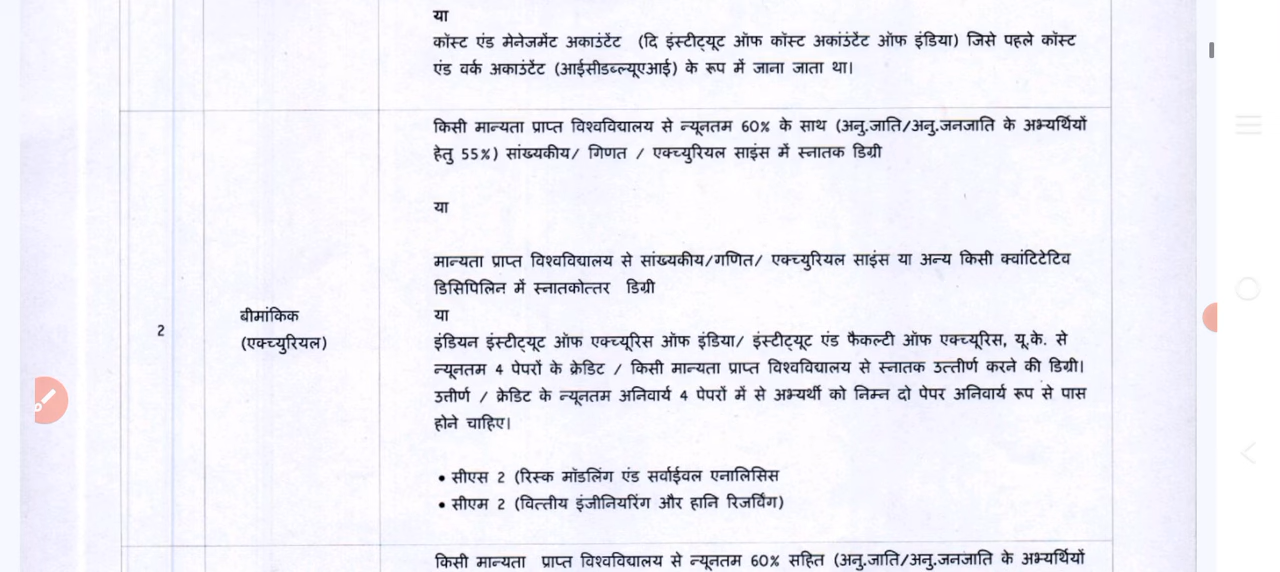 या
कॉस्ट एंड मेनेजमेंट अकाउंटेंट (दि इंस्टीट्यूट ऑफ कॉस्ट अकांउंटेंट ऑफ इंडिया) जिसे पहले कॉस्ट
एंड वर्क अकाउंटेंट (आईसीडब्ल्यूएआई) के रूप में जाना जाता था।
किसी मान्यता प्राप्त विश्वविद्यालय से न्यूनतम 60% के साथ (अनु.जाति/अनु.जनजाति के अभ्यर्थियों
हेतु 55%) सांख्यकीय/ गिणत / एक्च्युरियल साइंस में स्नातक डिग्री
या
मान्यता प्राप्त विश्वविद्यालय से सांख्यकीय/गणित/ एक्च्युरियल साइंस या अन्य किसी क्वांटिटेटिव
डिसिपिलिन में स्नातकोत्तर डिग्री
2
बीमांकिक
(एक्च्युरियल)
या
इंडियन इंस्टीट्यूट ऑफ एक्च्यूरिस ऑफ इंडिया/ इंस्टीट्यूट एंड फैकल्टी ऑफ एक्च्यूरिस, यू.के. से
न्यूनतम 4 पेपरों के क्रेडिट / किसी मान्यता प्राप्त विश्वविद्यालय से स्नातक उत्तीर्ण करने की डिग्री।
उत्तीर्ण / क्रेडिट के न्यूनतम अनिवार्य 4 पेपरों में से अभ्यर्थी को निम्न दो पेपर अनिवार्य रूप से पास
होने चाहिए।
• सीएस 2 (रिस्क मॉडलिंग एंड सर्वाईवल एनालिसिस
• सीएम 2 (वित्तीय इंजीनियरिंग और हानि रिजर्विंग)
किसी मान्यता प्राप्त विश्वविद्यालय से न्यूनतम 60% सहित (अनु.जाति/अनु.जनजाति के अभ्यर्थियों